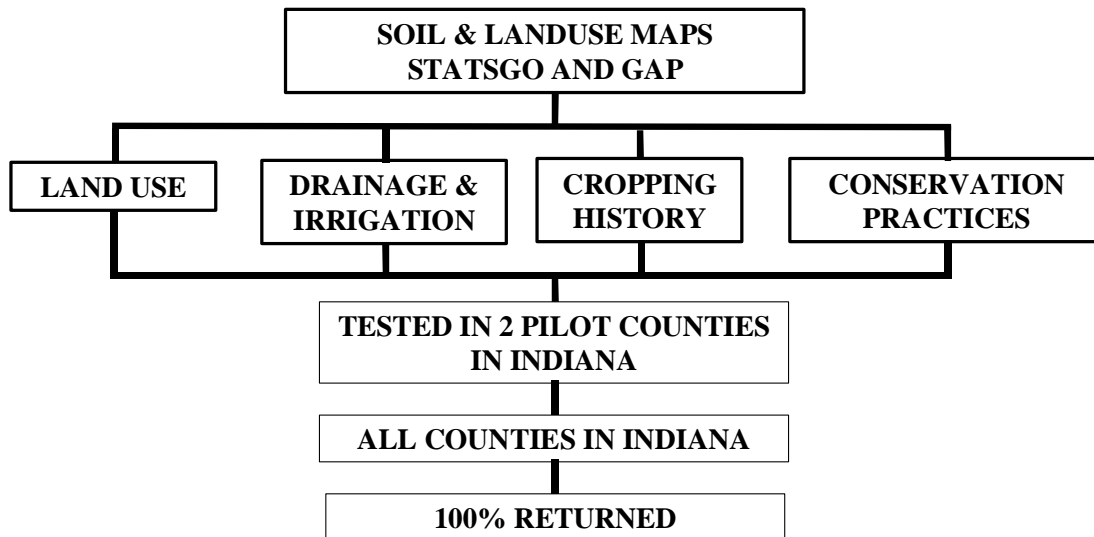 SOIL & LANDUSE MAPS
STATSGO AND GAP
LAND USE
DRAINAGE &
IRRIGATION
CROPPING
HISTORY
CONSERVATION
PRACTICES
TESTED IN 2 PILOT COUNTIES
IN INDIANA
ALL COUNTIES IN INDIANA
100% RETURNED